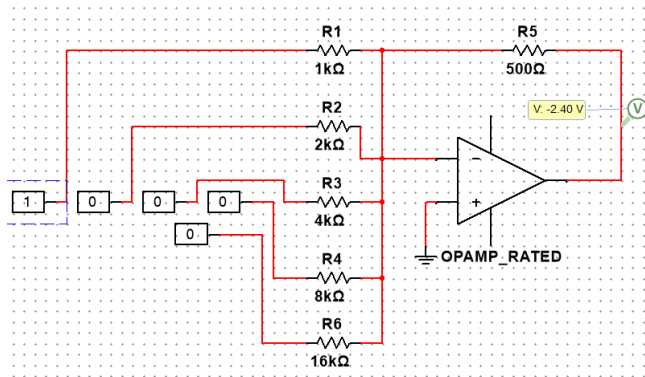 R1
1kΩ
R5
500Ω
V: -2.40 V
V
R2
2kΩ
1
0
0
0
R3
4kΩ
0
OPAMP_RATED
R4
8kΩ
R6
16kΩ